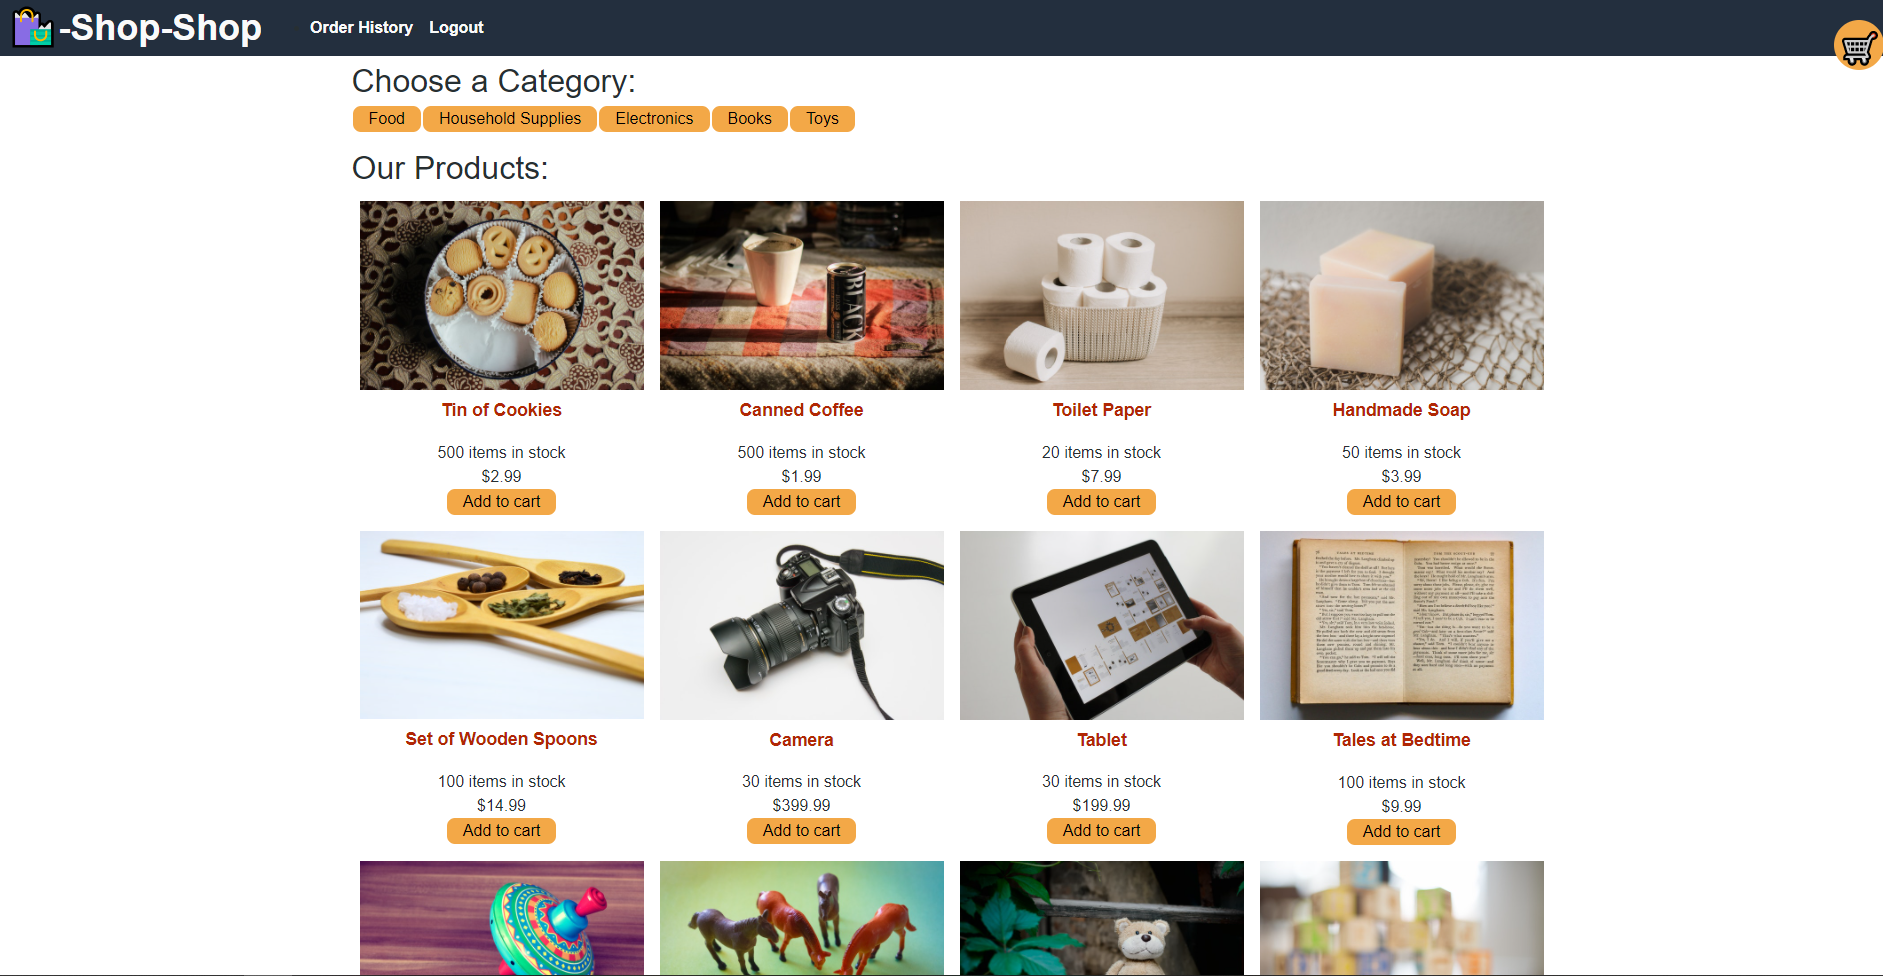 -Shop-Shop
Order History Logout
Choose a Category:
Food Household Supplies Electronics Books Toys
Our Products:
BLACK
Tin of Cookies
500 items in stock
$2.99
Add to cart
Canned Coffee
500 items in stock
$1.99
Add to cart
Toilet Paper
20 items in stock
$7.99
Add to cart
Handmade Soap
50 items in stock
$3.99
Add to cart
Set of Wooden Spoons
100 items in stock
$14.99
Add to cart
Camera
30 items in stock
$399.99
Add to cart
Tablet
30 items in stock
$199.99
Add to cart
Tales at Bedtime
100 items in stock
$9.99
Add to cart